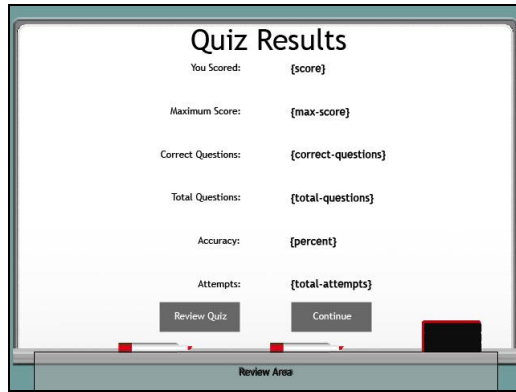 Quiz Results
You Scored: {score}
Maximum Score: {max-score}
Correct Questions: {correct-questions}
Total Questions: {total-questions}
Accuracy: {percent}
Attempts: {total-attempts}
Review Quiz Continue
Review Area